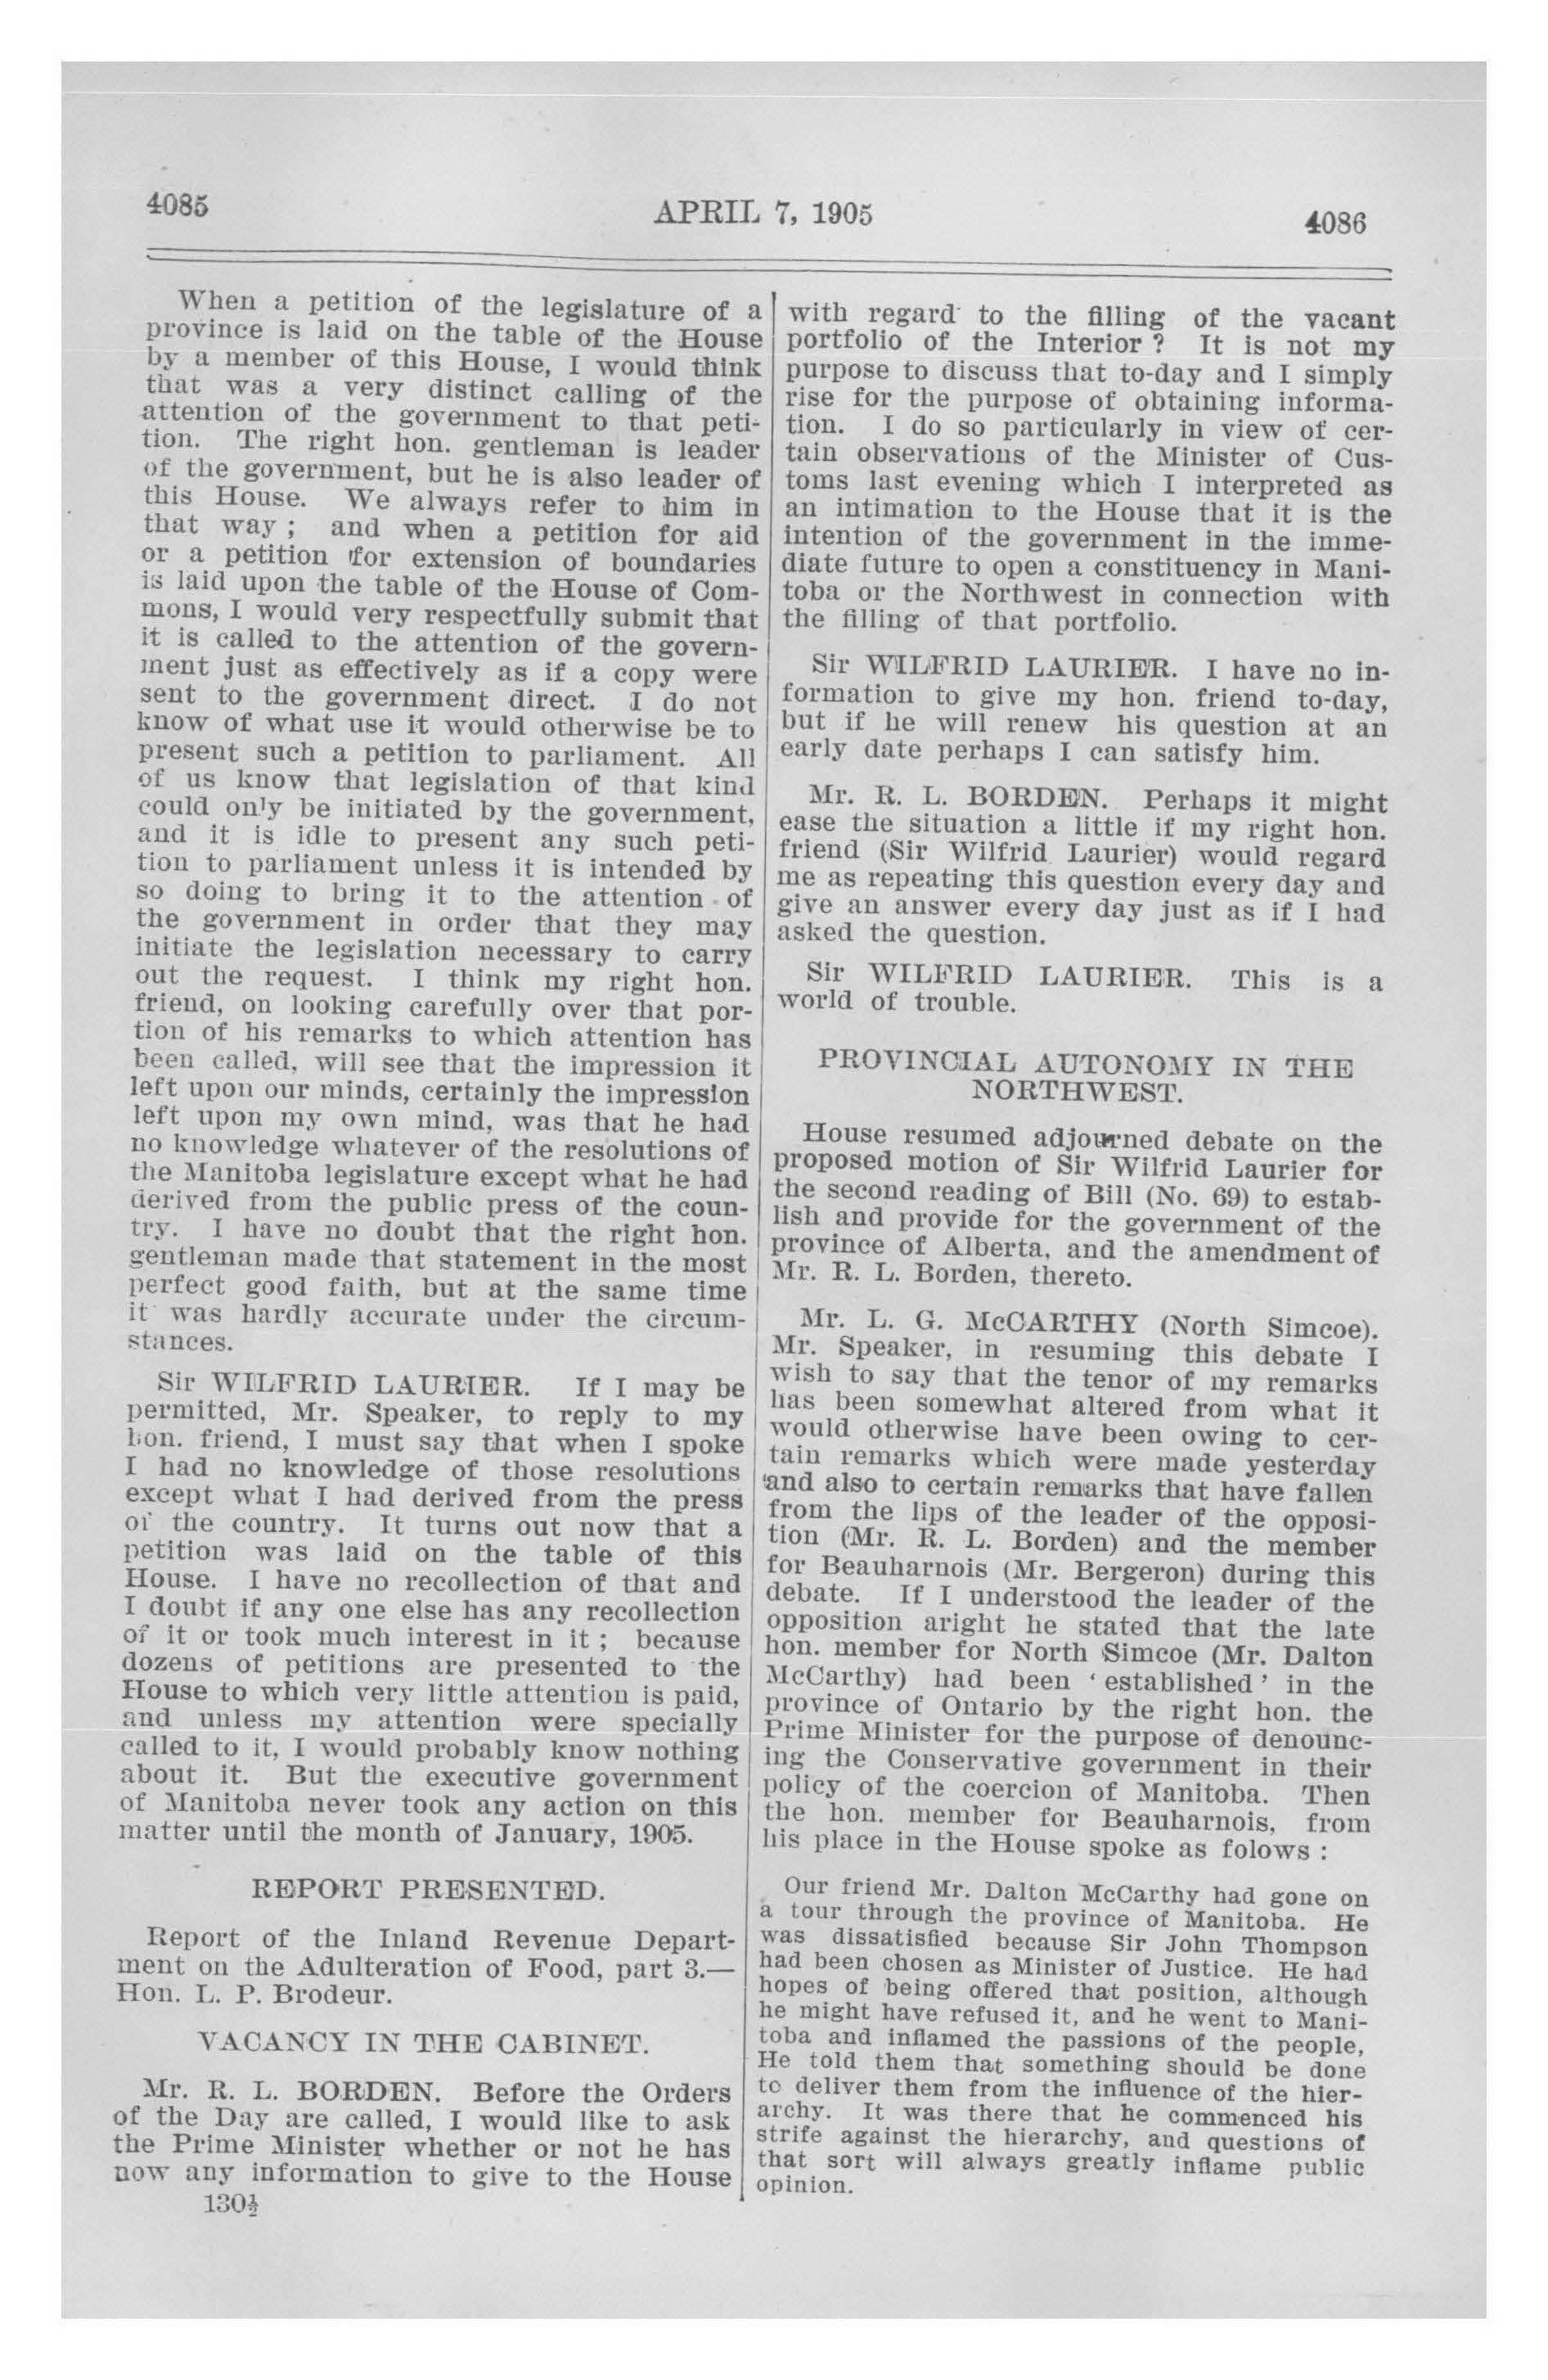 4085
APRIL 7, 1905
4086
When a petition of the legislature of a
province is laid on the table of the House
by a member of this House, I would think
that was a very distinct calling of the
attention of the government to that peti-
tion. The right hon. gentleman is leader
of the government, but he is also leader of
this House. We always refer to him in
that way ; and when a petition for aid
or a petition for extension of boundaries
is laid upon the table of the House of Com-
mons, I would very respectfully submit that
it is called to the attention of the govern-
ment just as effectively as if a copy were
sent to the government direct. I do not
know of what use it would otherwise be to
present such a petition to parliament. All
of us know that legislation of that kind
could only be initiated by the government,
and it is idle to present any such peti-
tion to parliament unless it is intended by
so doing to bring it to the attention of
the government in order that they may
initiate the legislation necessary to carry
out the request. I think my right hon.
friend, on looking carefully over that por-
tion of his remarks to which attention has
been called, will see that the impression it
left upon our minds, certainly the impression
left upon my own mind, was that he had
no knowledge whatever of the resolutions of
the Manitoba legislature except what he had
derived from the public press of the coun-
try. I have no doubt that the right hon.
gentleman made that statement in the most
perfect good faith, but at the same time
it was hardly accurate under the circum-
stances.
Sir WILFRID LAURIER. If I may be
permitted, Mr. Speaker, to reply to my
hon. friend, I must say that when I spoke
I had no knowledge of those resolutions
except what I had derived from the press
of the country. It turns out now that a
petition was laid on the table of this
House. I have no recollection of that and
I doubt if any one else has any recollection
of it or took much interest in it ; because
dozens of petitions are presented to the
House to which very little attention is paid,
and unless my attention were specially
called to it, I would probably know nothing
about it. But the executive government
of Manitoba never took any action on this
matter until the month of January, 1905.
REPORT PRESENTED.
Report of the Inland Revenue Depart-
ment on the Adulteration of Food, part 3.—
Hon. L. P. Brodeur.
VACANCY IN THE CABINET.
Mr. R. L. BORDEN. Before the Orders
of the Day are called, I would like to ask
the Prime Minister whether or not he has
now any information to give to the House
130½
with regard to the filling of the vacant
portfolio of the Interior ? It is not my
purpose to discuss that to-day and I simply
rise for the purpose of obtaining informa-
tion. I do so particularly in view of cer-
tain observations of the Minister of Cus-
toms last evening which I interpreted as
an intimation to the House that it is the
intention of the government in the imme-
diate future to open a constituency in Mani-
toba or the Northwest in connection with
the filling of that portfolio.
Sir WILFRID LAURIER. I have no in-
formation to give my hon. friend to-day,
but if he will renew his question at an
early date perhaps I can satisfy him.
Mr. R. L. BORDEN. Perhaps it might
ease the situation a little if my right hon.
friend (Sir Wilfrid Laurier) would regard
me as repeating this question every day and
give an answer every day just as if I had
asked the question.
Sir WILFRID LAURIER. This is a
world of trouble.
PROVINCIAL AUTONOMY IN THE
NORTHWEST.
House resumed adjourned debate on the
proposed motion of Sir Wilfrid Laurier for
the second reading of Bill (No. 69) to estab-
lish and provide for the government of the
province of Alberta, and the amendment of
Mr. R. L. Borden, thereto.
Mr. L. G. McCARTHY (North Simcoe).
Mr. Speaker, in resuming this debate I
wish to say that the tenor of my remarks
has been somewhat altered from what it
would otherwise have been owing to cer-
tain remarks which were made yesterday
and also to certain remarks that have fallen
from the lips of the leader of the opposi-
tion (Mr. R. L. Borden) and the member
for Beauharnois (Mr. Bergeron) during this
debate. If I understood the leader of the
opposition aright he stated that the late
hon. member for North Simcoe (Mr. Dalton
McCarthy) had been ‘ established ’ in the
province of Ontario by the right hon. the
Prime Minister for the purpose of denounc-
ing the Conservative government in their
policy of the coercion of Manitoba. Then
the hon. member for Beauharnois, from
his place in the House spoke as folows :
Our friend Mr. Dalton McCarthy had gone on
a tour through the province of Manitoba. He
was dissatisfied because Sir John Thompson
had been chosen as Minister of Justice. He had
hopes of being offered that position, although
he might have refused it, and he went to Mani-
toba and inflamed the passions of the people,
He told them that something should be done
to deliver them from the influence of the hier-
archy. It was there that he commenced his
strife against the hierarchy, and questions of
that sort will always greatly inflame public
opinion.